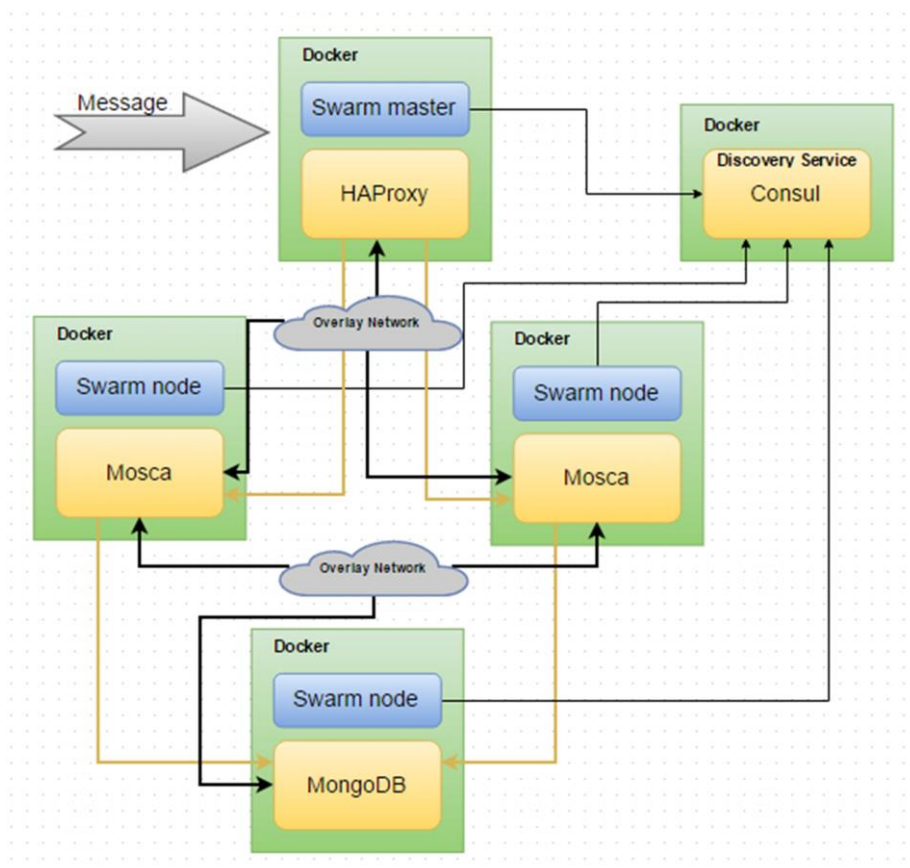 Docker
Swarm master
HAProxy
Message
Docker
Discovery Service
Consul
Overlay Network
Docker
Swarm node
Mosca
Docker
Swarm node
Mosca
Overlay Network
Docker
Swarm node
MongoDB